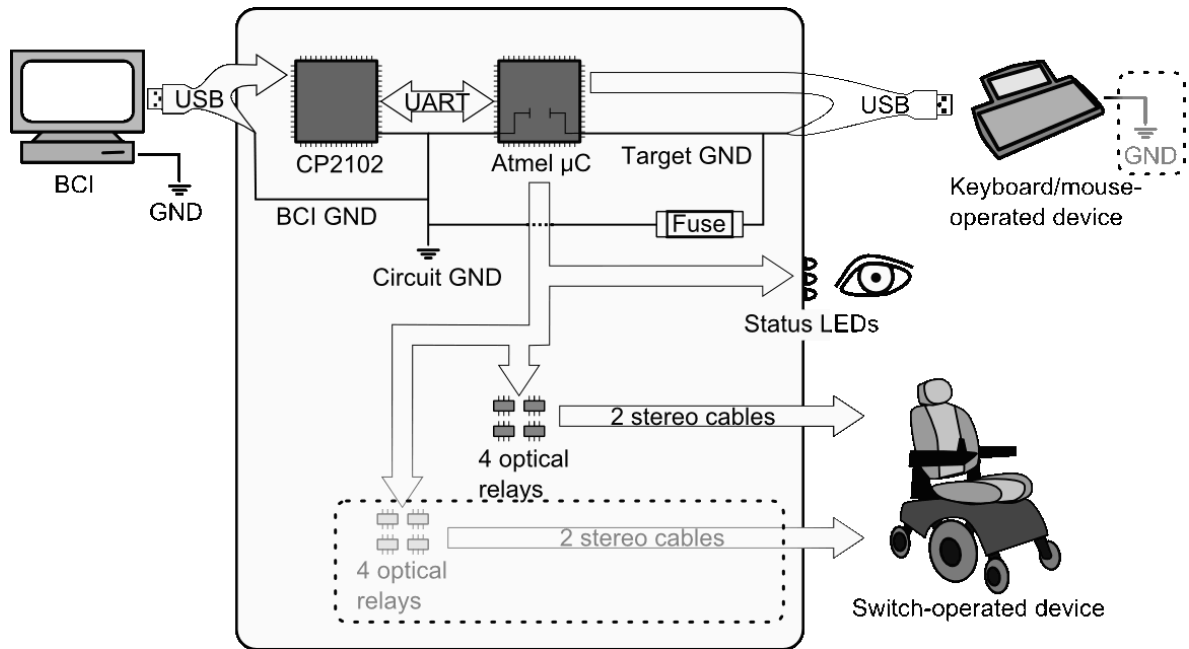 USB
UART
USB
CP2102
Atmel µC
Target GND
GND
BCI
GND
BCI GND
Keyboard/mouse-
operated device
Fuse
Circuit GND
Status LEDs
2 stereo cables
4 optical
relays
2 stereo cables
4 optical
relays
Switch-operated device